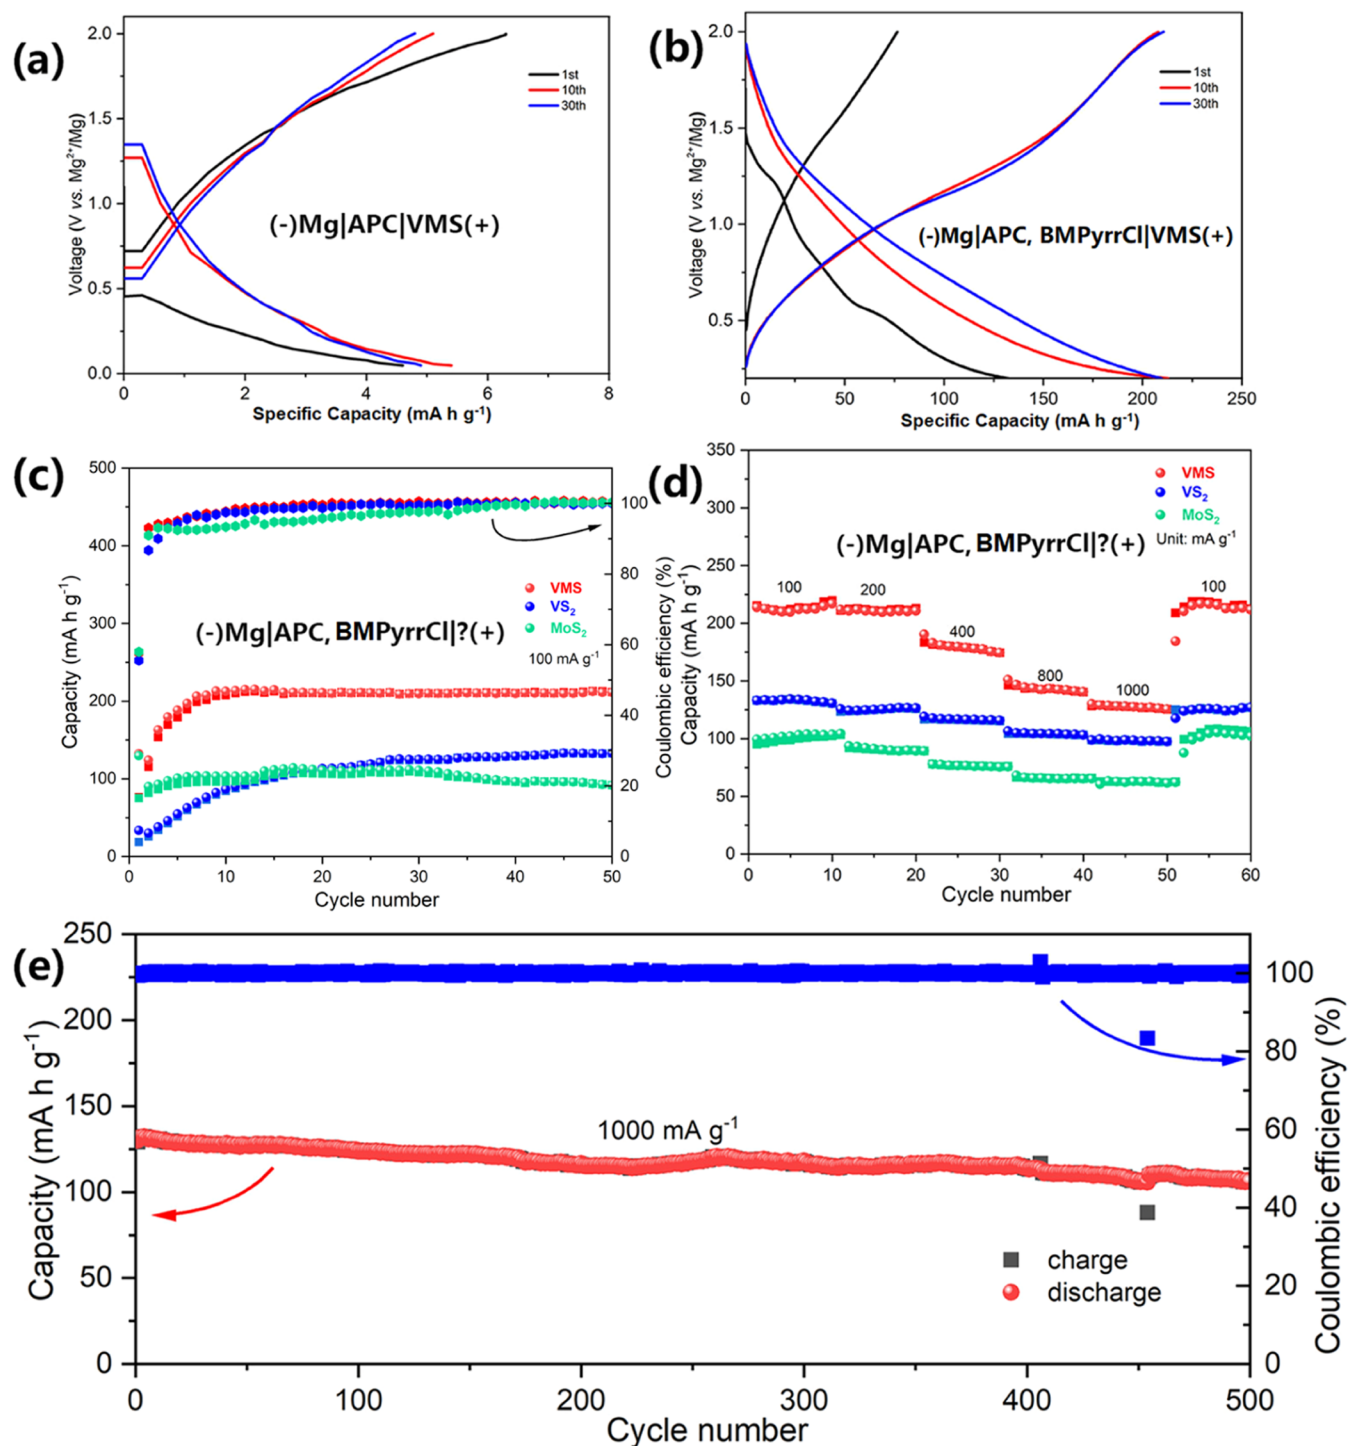 (a)
2.0
1.5
1.0
0.5
0.0
Voltage (V vs. Mg²⁺/Mg)
1st
10th
30th
(-)Mg|APC|VMS(+)
0 2 4 6 8
Specific Capacity (mA h g⁻¹)
(b)
2.0
1.5
1.0
0.5
Voltage (V vs. Mg²⁺/Mg)
1st
10th
30th
(-)Mg|APC, BMPyrrCl|VMS(+)
0 50 100 150 200 250
Specific Capacity (mA h g⁻¹)
(c)
500
400
300
200
100
0
Capacity (mA h g⁻¹)
VMS
VS₂
MoS₂
(-)Mg|APC, BMPyrrCl|?(+)
100 mA g⁻¹
100
80
60
40
20
0
Coulombic efficiency (%)
0 10 20 30 40 50
Cycle number
(d)
350
300
250
200
150
100
50
0
Capacity (mA h g⁻¹)
VMS
VS₂
MoS₂
Unit: mA g⁻¹
(-)Mg|APC, BMPyrrCl|?(+)
100
200
400
800
1000
100
0 10 20 30 40 50 60
Cycle number
(e)
250
200
150
100
50
0
Capacity (mA h g⁻¹)
1000 mA g⁻¹
charge
discharge
100
80
60
40
20
0
Coulombic efficiency (%)
0 100 200 300 400 500
Cycle number